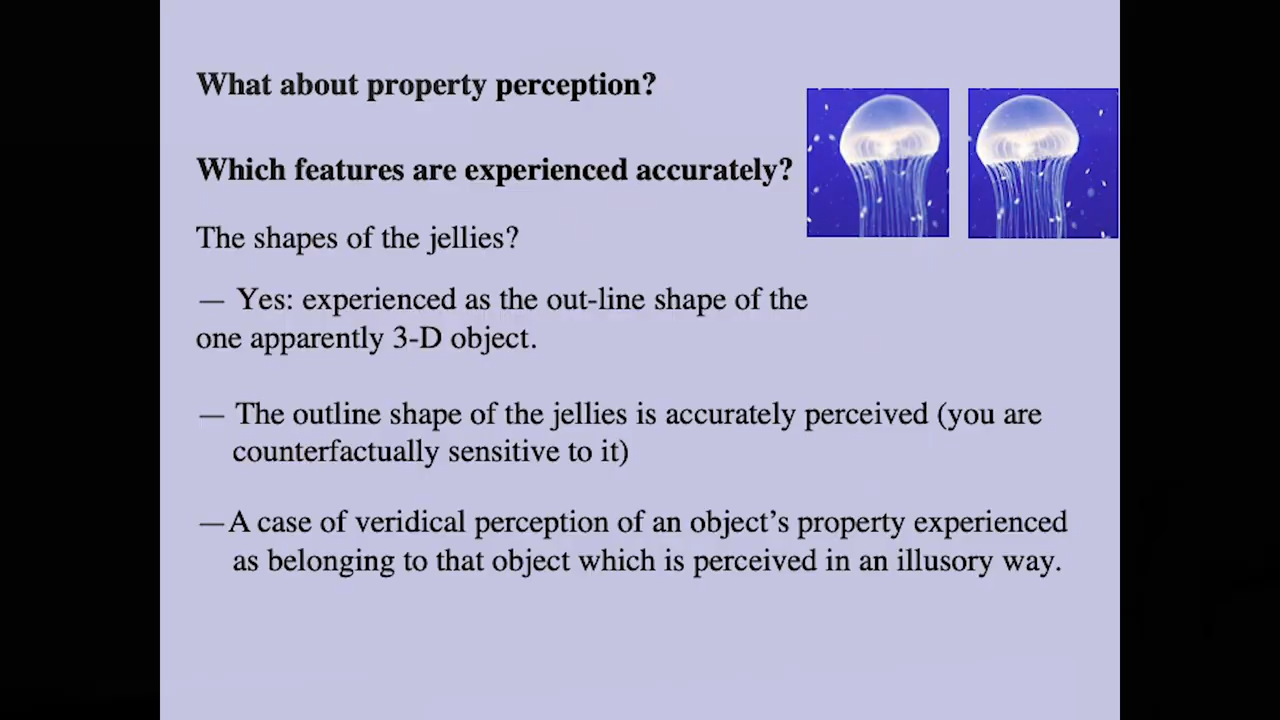 What about property perception?
Which features are experienced accurately?
The shapes of the jellies?
— Yes: experienced as the out-line shape of the
one apparently 3-D object.
— The outline shape of the jellies is accurately perceived (you are
counterfactually sensitive to it)
—A case of veridical perception of an object’s property experienced
as belonging to that object which is perceived in an illusory way.